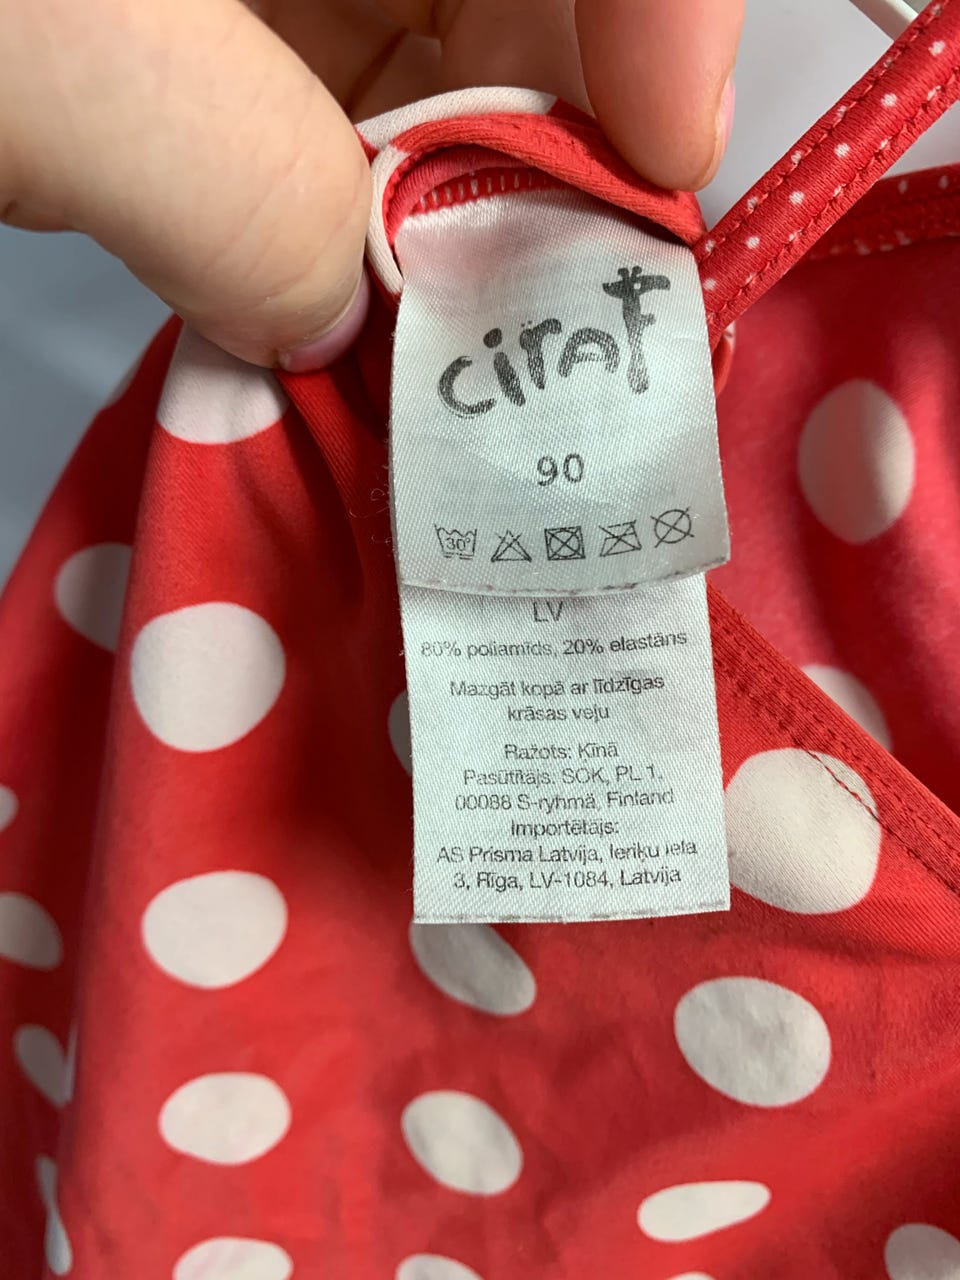 ciraf
90
30°
LV
80% poliamīds, 20% elastāns
Mazgāt kopā ar līdzīgas
krāsas veļu
Ražots: Ķīnā
Pasūtītājs: SOK, PL 1,
00088 S-ryhmä, Finland
Importētājs:
AS Prisma Latvija, Ieriķu iela
3, Rīga, LV-1084, Latvija